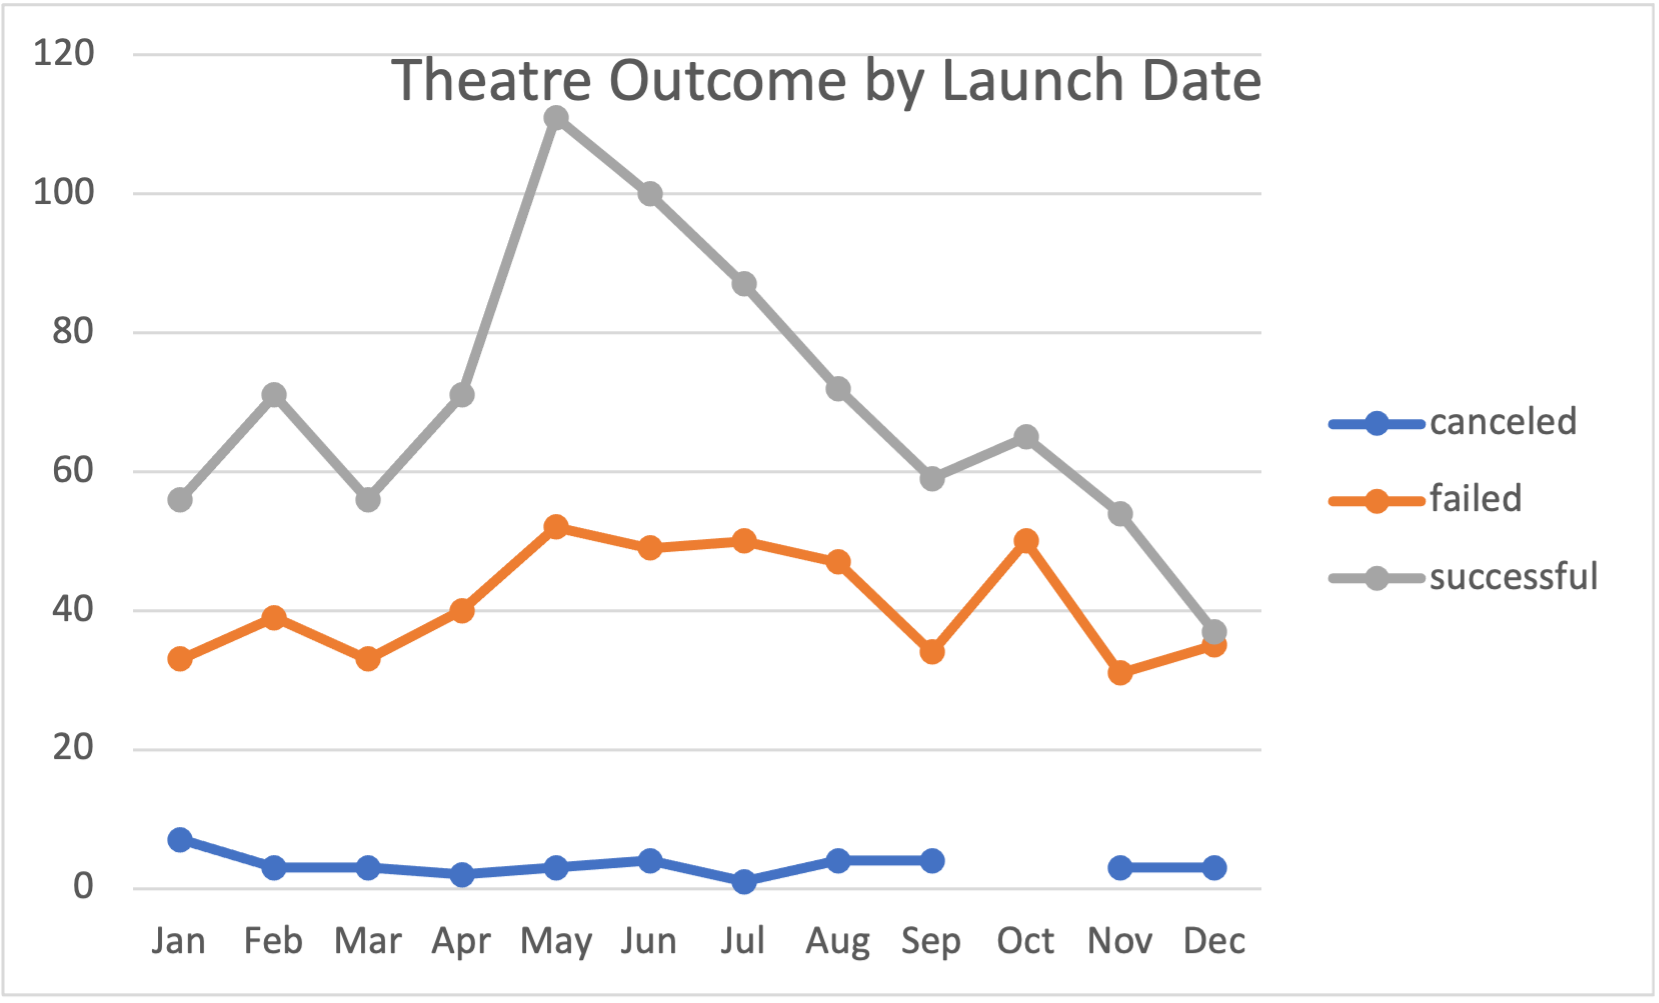 Theatre Outcome by Launch Date
120
100
80
60
40
20
0
Jan Feb Mar Apr May Jun Jul Aug Sep Oct Nov Dec
canceled
failed
successful